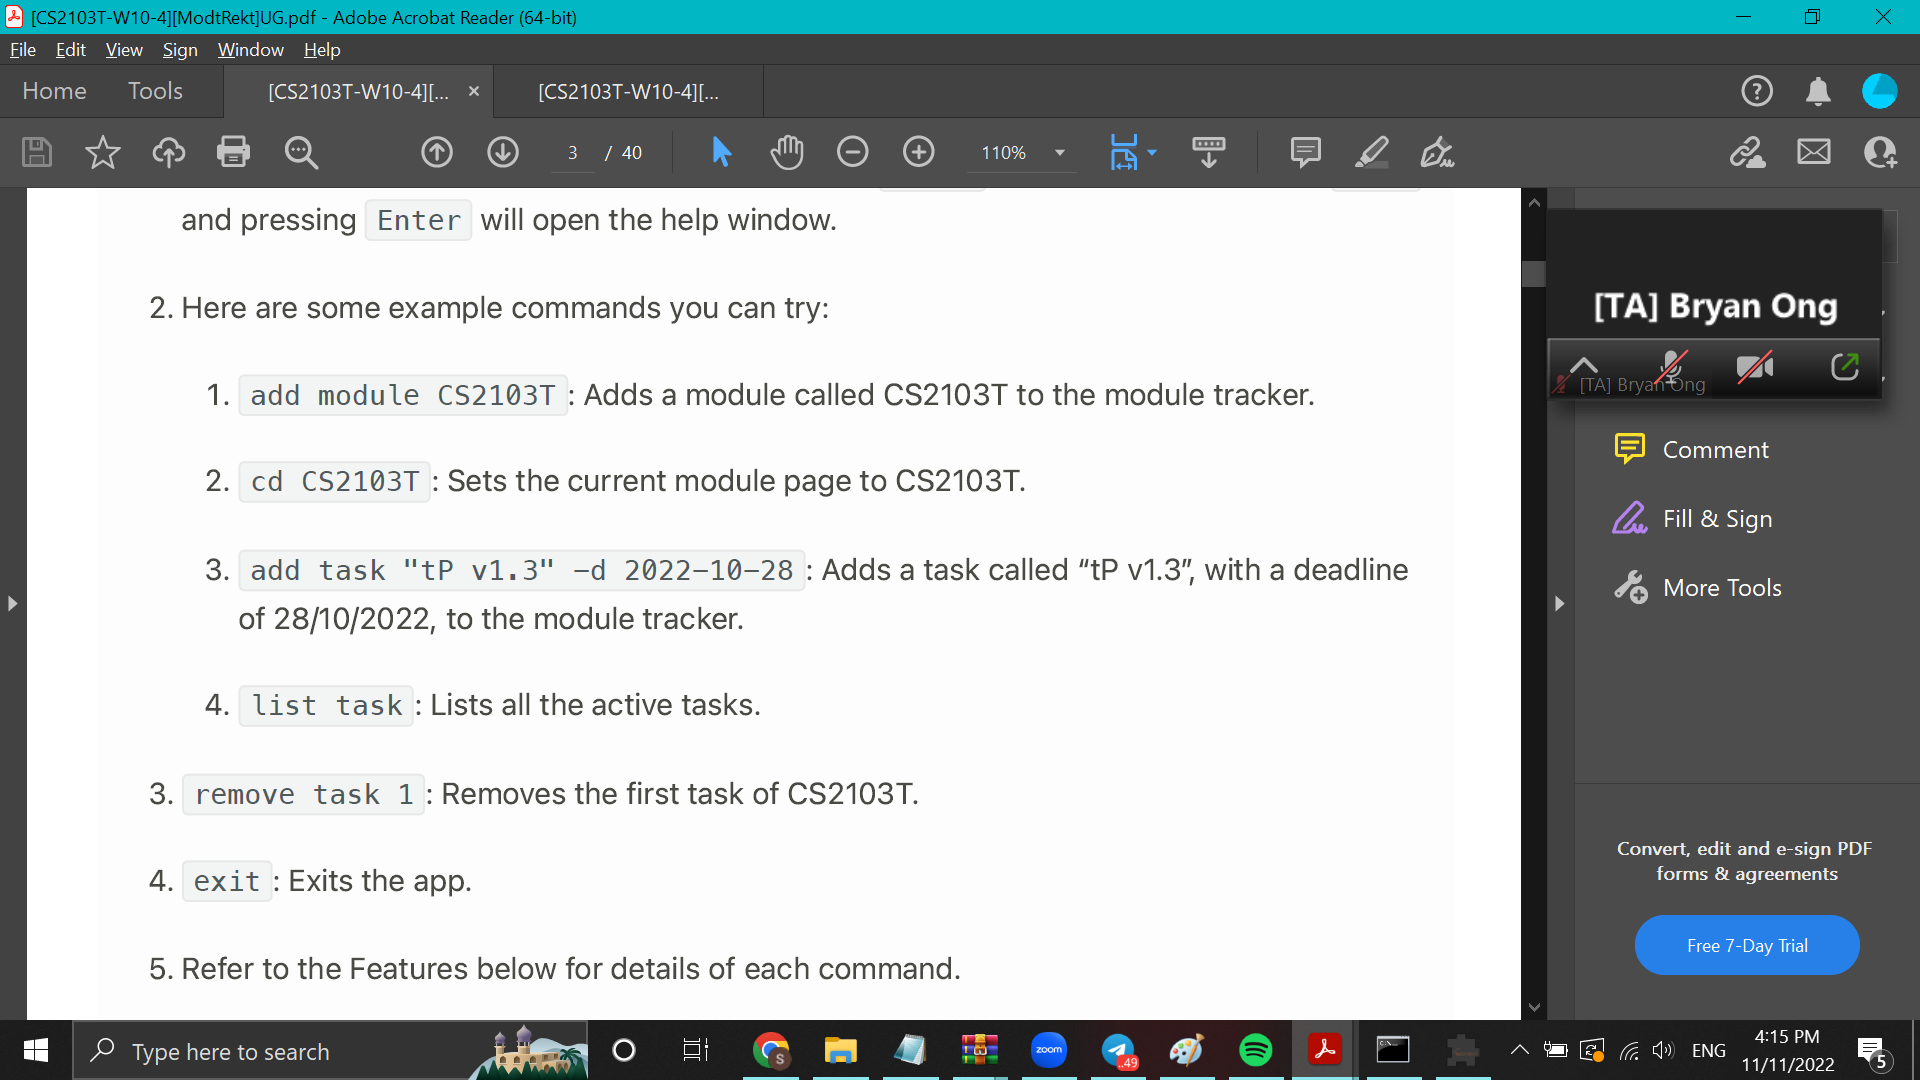 [CS2103T-W10-4][ModtRekt]UG.pdf - Adobe Acrobat Reader (64-bit)
File Edit View Sign Window Help
Home Tools [CS2103T-W10-4][... × [CS2103T-W10-4][...
3 / 40 110%
and pressing Enter will open the help window.
2. Here are some example commands you can try:
1. add module CS2103T : Adds a module called CS2103T to the module tracker.
2. cd CS2103T : Sets the current module page to CS2103T.
3. add task "tP v1.3" -d 2022-10-28 : Adds a task called “tP v1.3”, with a deadline
of 28/10/2022, to the module tracker.
4. list task : Lists all the active tasks.
3. remove task 1 : Removes the first task of CS2103T.
4. exit : Exits the app.
5. Refer to the Features below for details of each command.
[TA] Bryan Ong
[TA] Bryan Ong
Comment
Fill & Sign
More Tools
Convert, edit and e-sign PDF
forms & agreements
Free 7-Day Trial
Type here to search
S
zoom
49
ENG
4:15 PM
11/11/2022
5